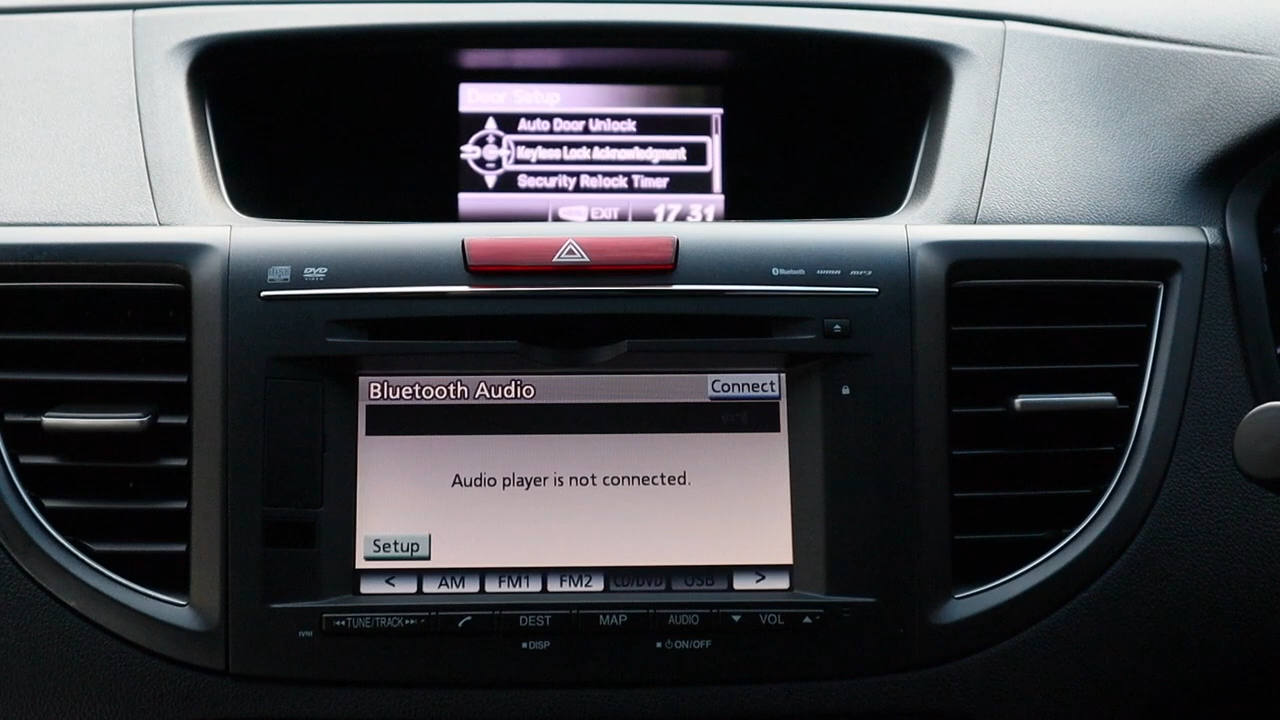 Door Setup
Auto Door Unlock
Keyless Lock Acknowledgment
Security Relock Timer
EXIT
17 31
DVD
VIDEO
Bluetooth
WMA
MP3
Bluetooth Audio
Connect
Audio player is not connected.
Setup
< AM FM1 FM2 CD/DVD USB >
TUNE/TRACK DEST MAP AUDIO VOL
DISP ON/OFF